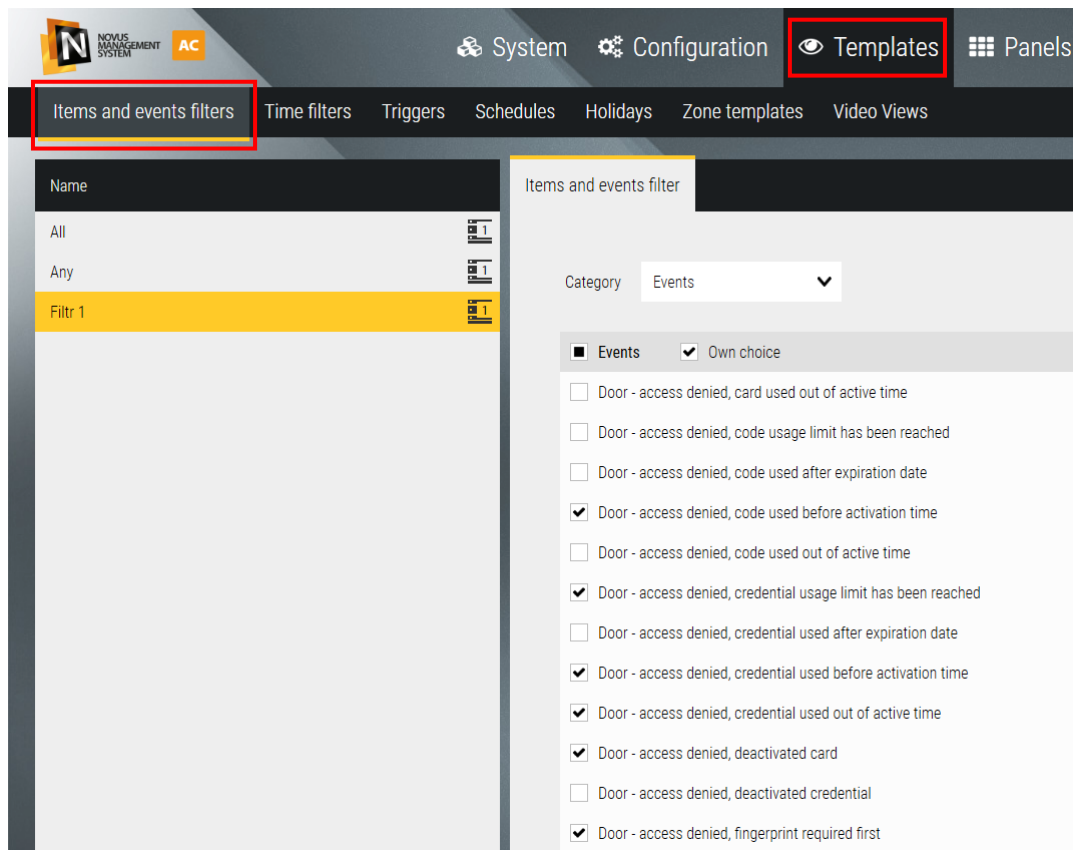 NOVUS
MANAGEMENT
SYSTEM
AC
System Configuration Templates Panels
Items and events filters Time filters Triggers Schedules Holidays Zone templates Video Views
Name
All 1
Any 1
Filtr 1 1
Items and events filter
Category Events
Events Own choice
Door - access denied, card used out of active time
Door - access denied, code usage limit has been reached
Door - access denied, code used after expiration date
Door - access denied, code used before activation time
Door - access denied, code used out of active time
Door - access denied, credential usage limit has been reached
Door - access denied, credential used after expiration date
Door - access denied, credential used before activation time
Door - access denied, credential used out of active time
Door - access denied, deactivated card
Door - access denied, deactivated credential
Door - access denied, fingerprint required first